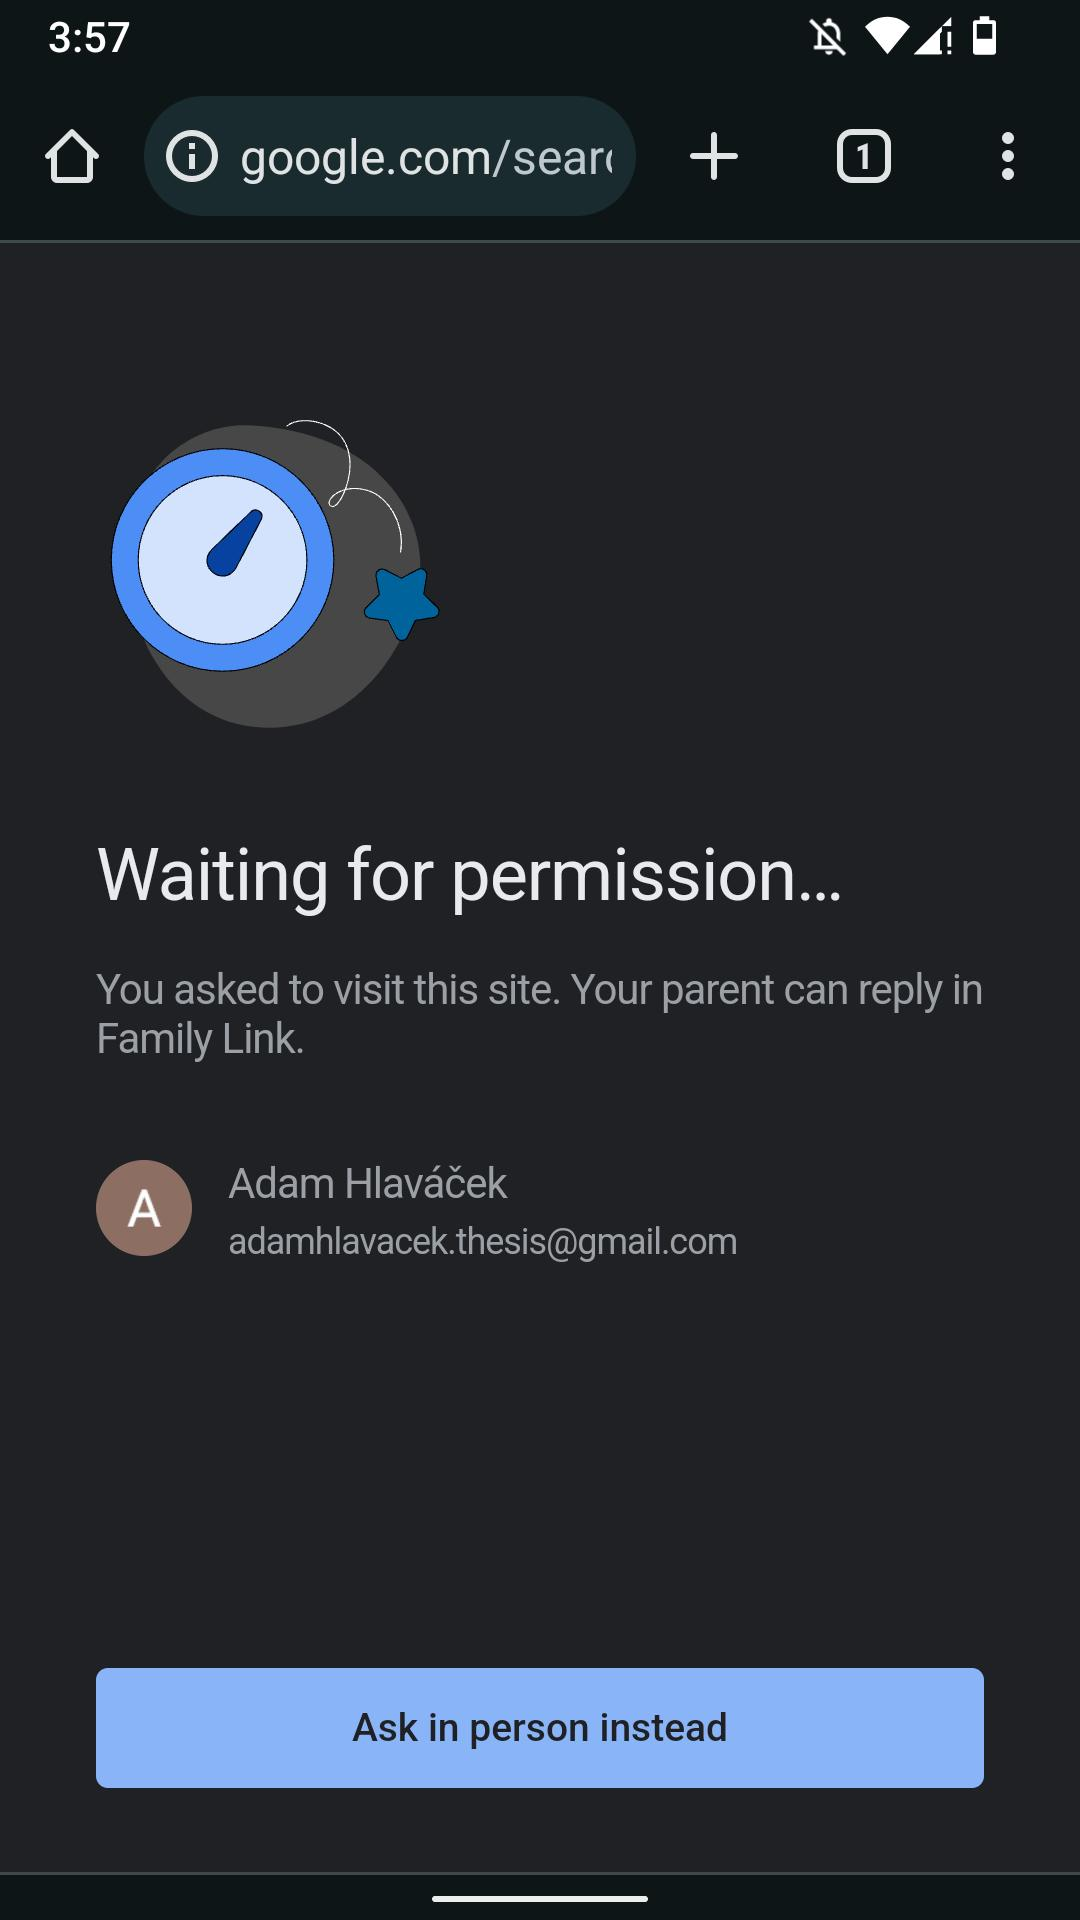 3:57
google.com/sear
1
Waiting for permission...
You asked to visit this site. Your parent can reply in
Family Link.
A
Adam Hlaváček
adamhlavacek.thesis@gmail.com
Ask in person instead